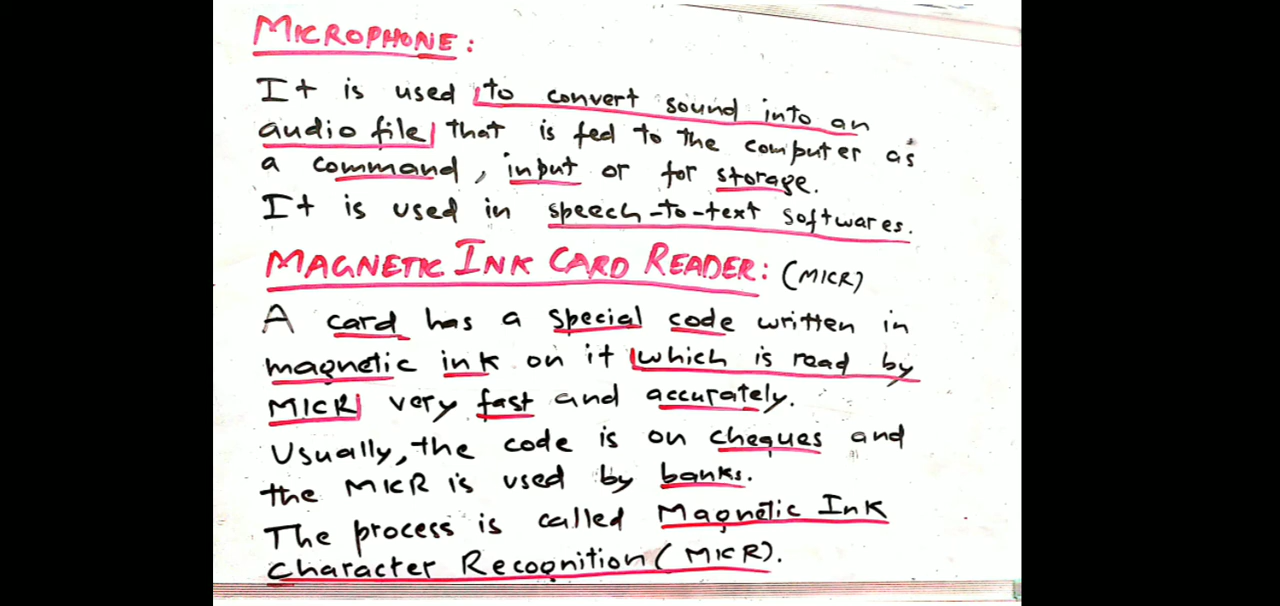 MICROPHONE:
It is used to convert sound into an
audio file that is fed to the computer as
a command, input or for storage.
It is used in speech-to-text softwares.
MAGNETIC INK CARD READER: (MICR)
A card has a special code written in
magnetic ink on it which is read by
MICR very fast and accurately.
Usually, the code is on cheques and
the MICR is used by banks.
The process is called Magnetic Ink
Character Recognition (MICR).